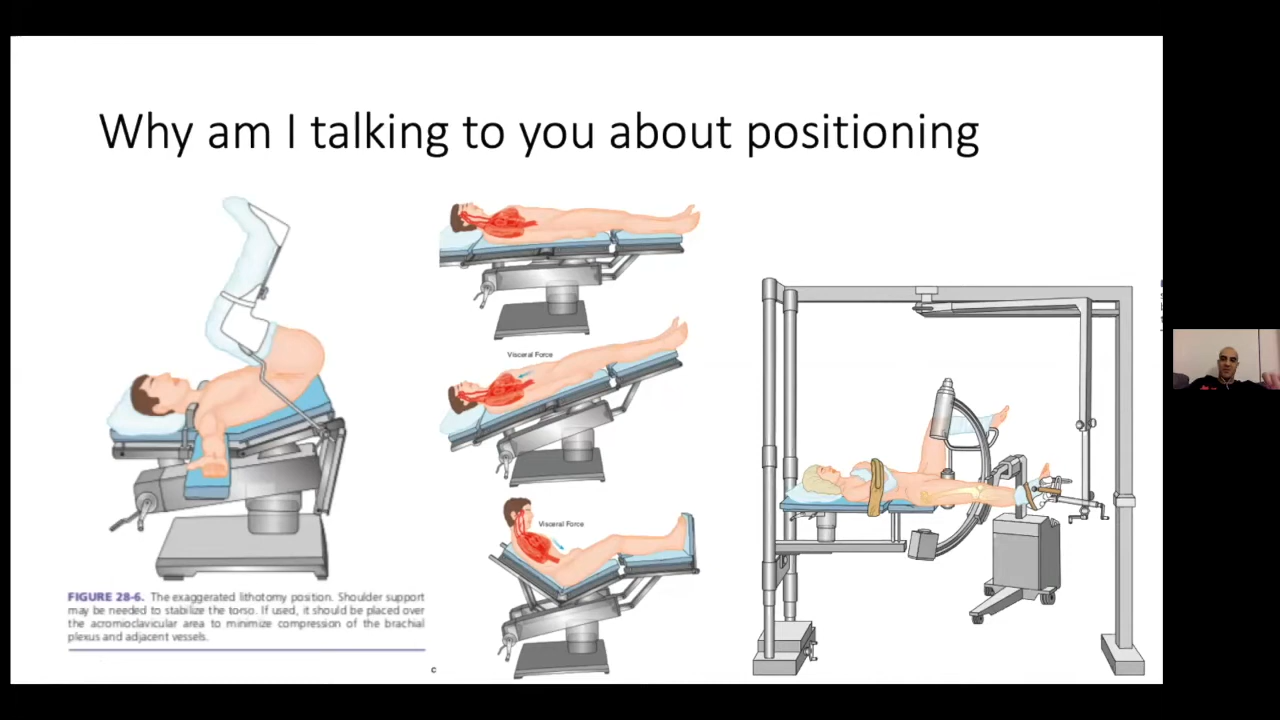 Why am I talking to you about positioning
Visceral Force
Visceral Force
FIGURE 28-6. The exaggerated lithotomy position. Shoulder support
may be needed to stabilize the torso. If used, it should be placed over
the acromioclavicular area to minimize compression of the brachial
plexus and adjacent vessels.
C